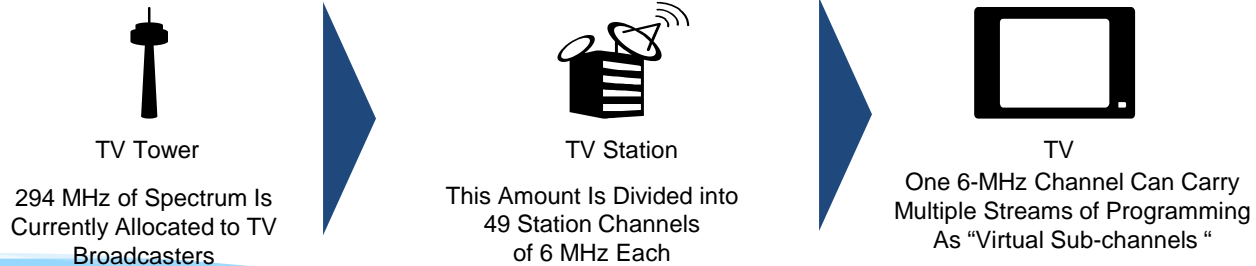 TV Tower
294 MHz of Spectrum Is
Currently Allocated to TV
Broadcasters
TV Station
This Amount Is Divided into
49 Station Channels
of 6 MHz Each
TV
One 6-MHz Channel Can Carry
Multiple Streams of Programming
As “Virtual Sub-channels “